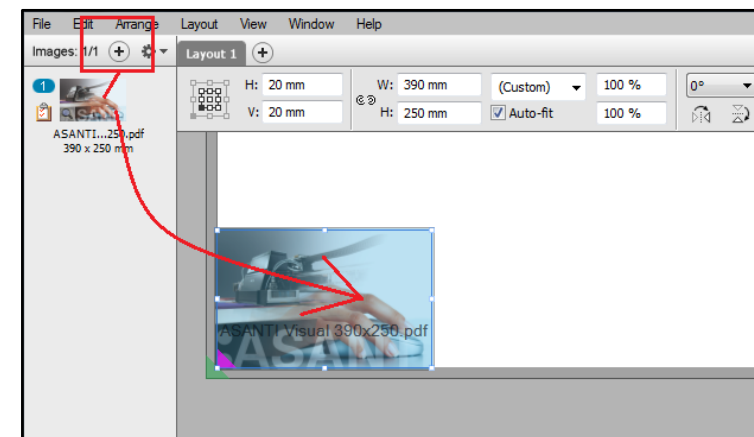 File Edit Arrange Layout View Window Help
Images: 1/1 Layout 1
H: 20 mm W: 390 mm (Custom) 100 % 0°
V: 20 mm H: 250 mm Auto-fit 100 %
1
ASANTI...250.pdf
390 x 250 mm
ASANTI Visual 390x250.pdf
ASANTI